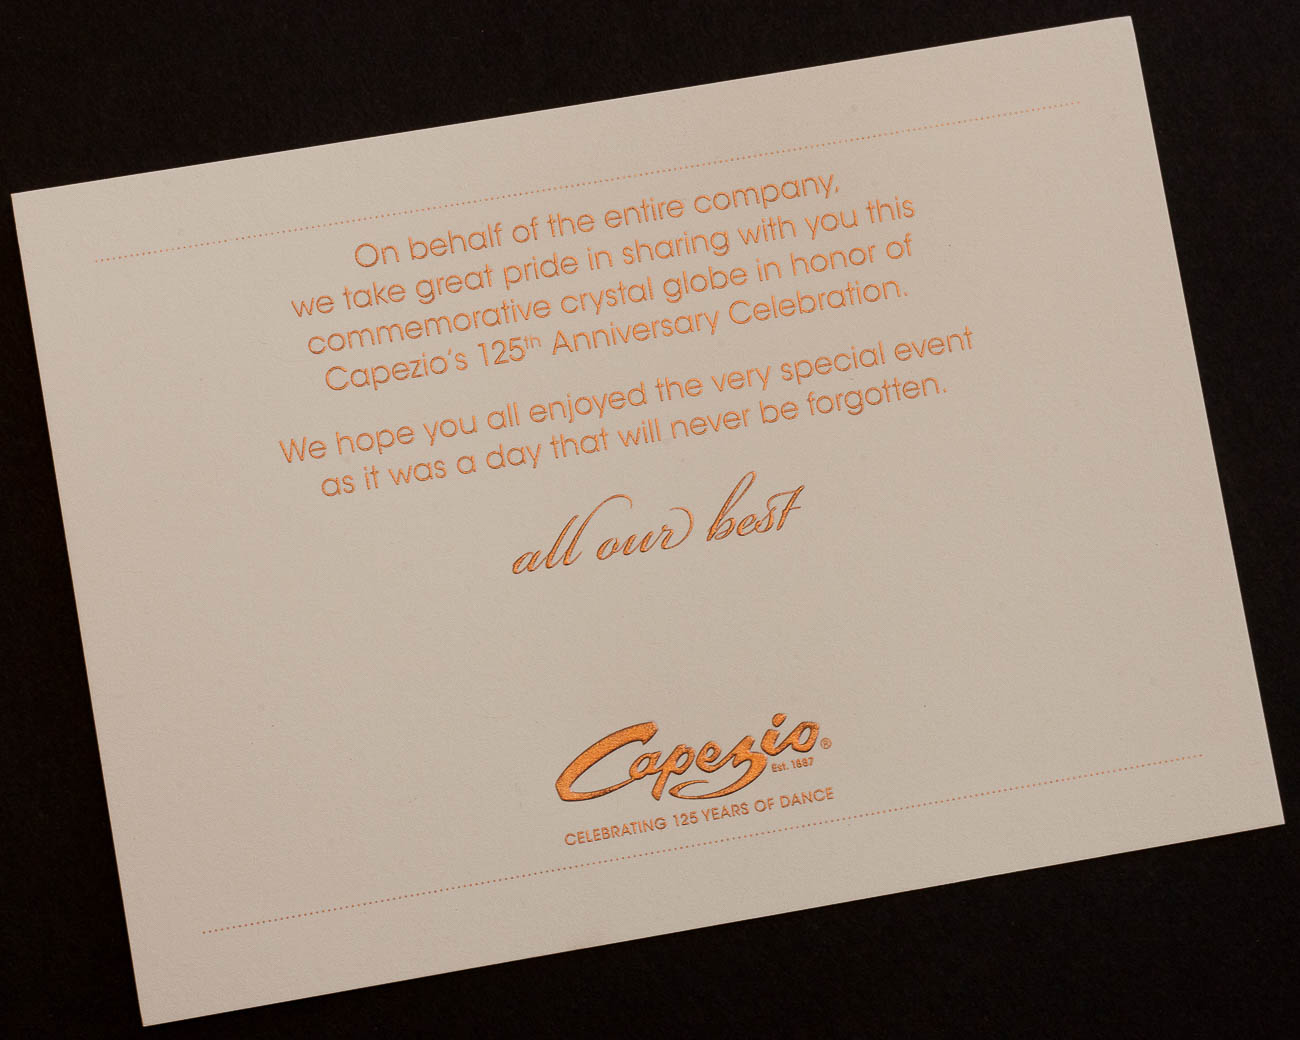 On behalf of the entire company,
we take great pride in sharing with you this
commemorative crystal globe in honor of
Capezio's 125th Anniversary Celebration.
We hope you all enjoyed the very special event
as it was a day that will never be forgotten.
all our best
Capezio®
Est. 1887
CELEBRATING 125 YEARS OF DANCE